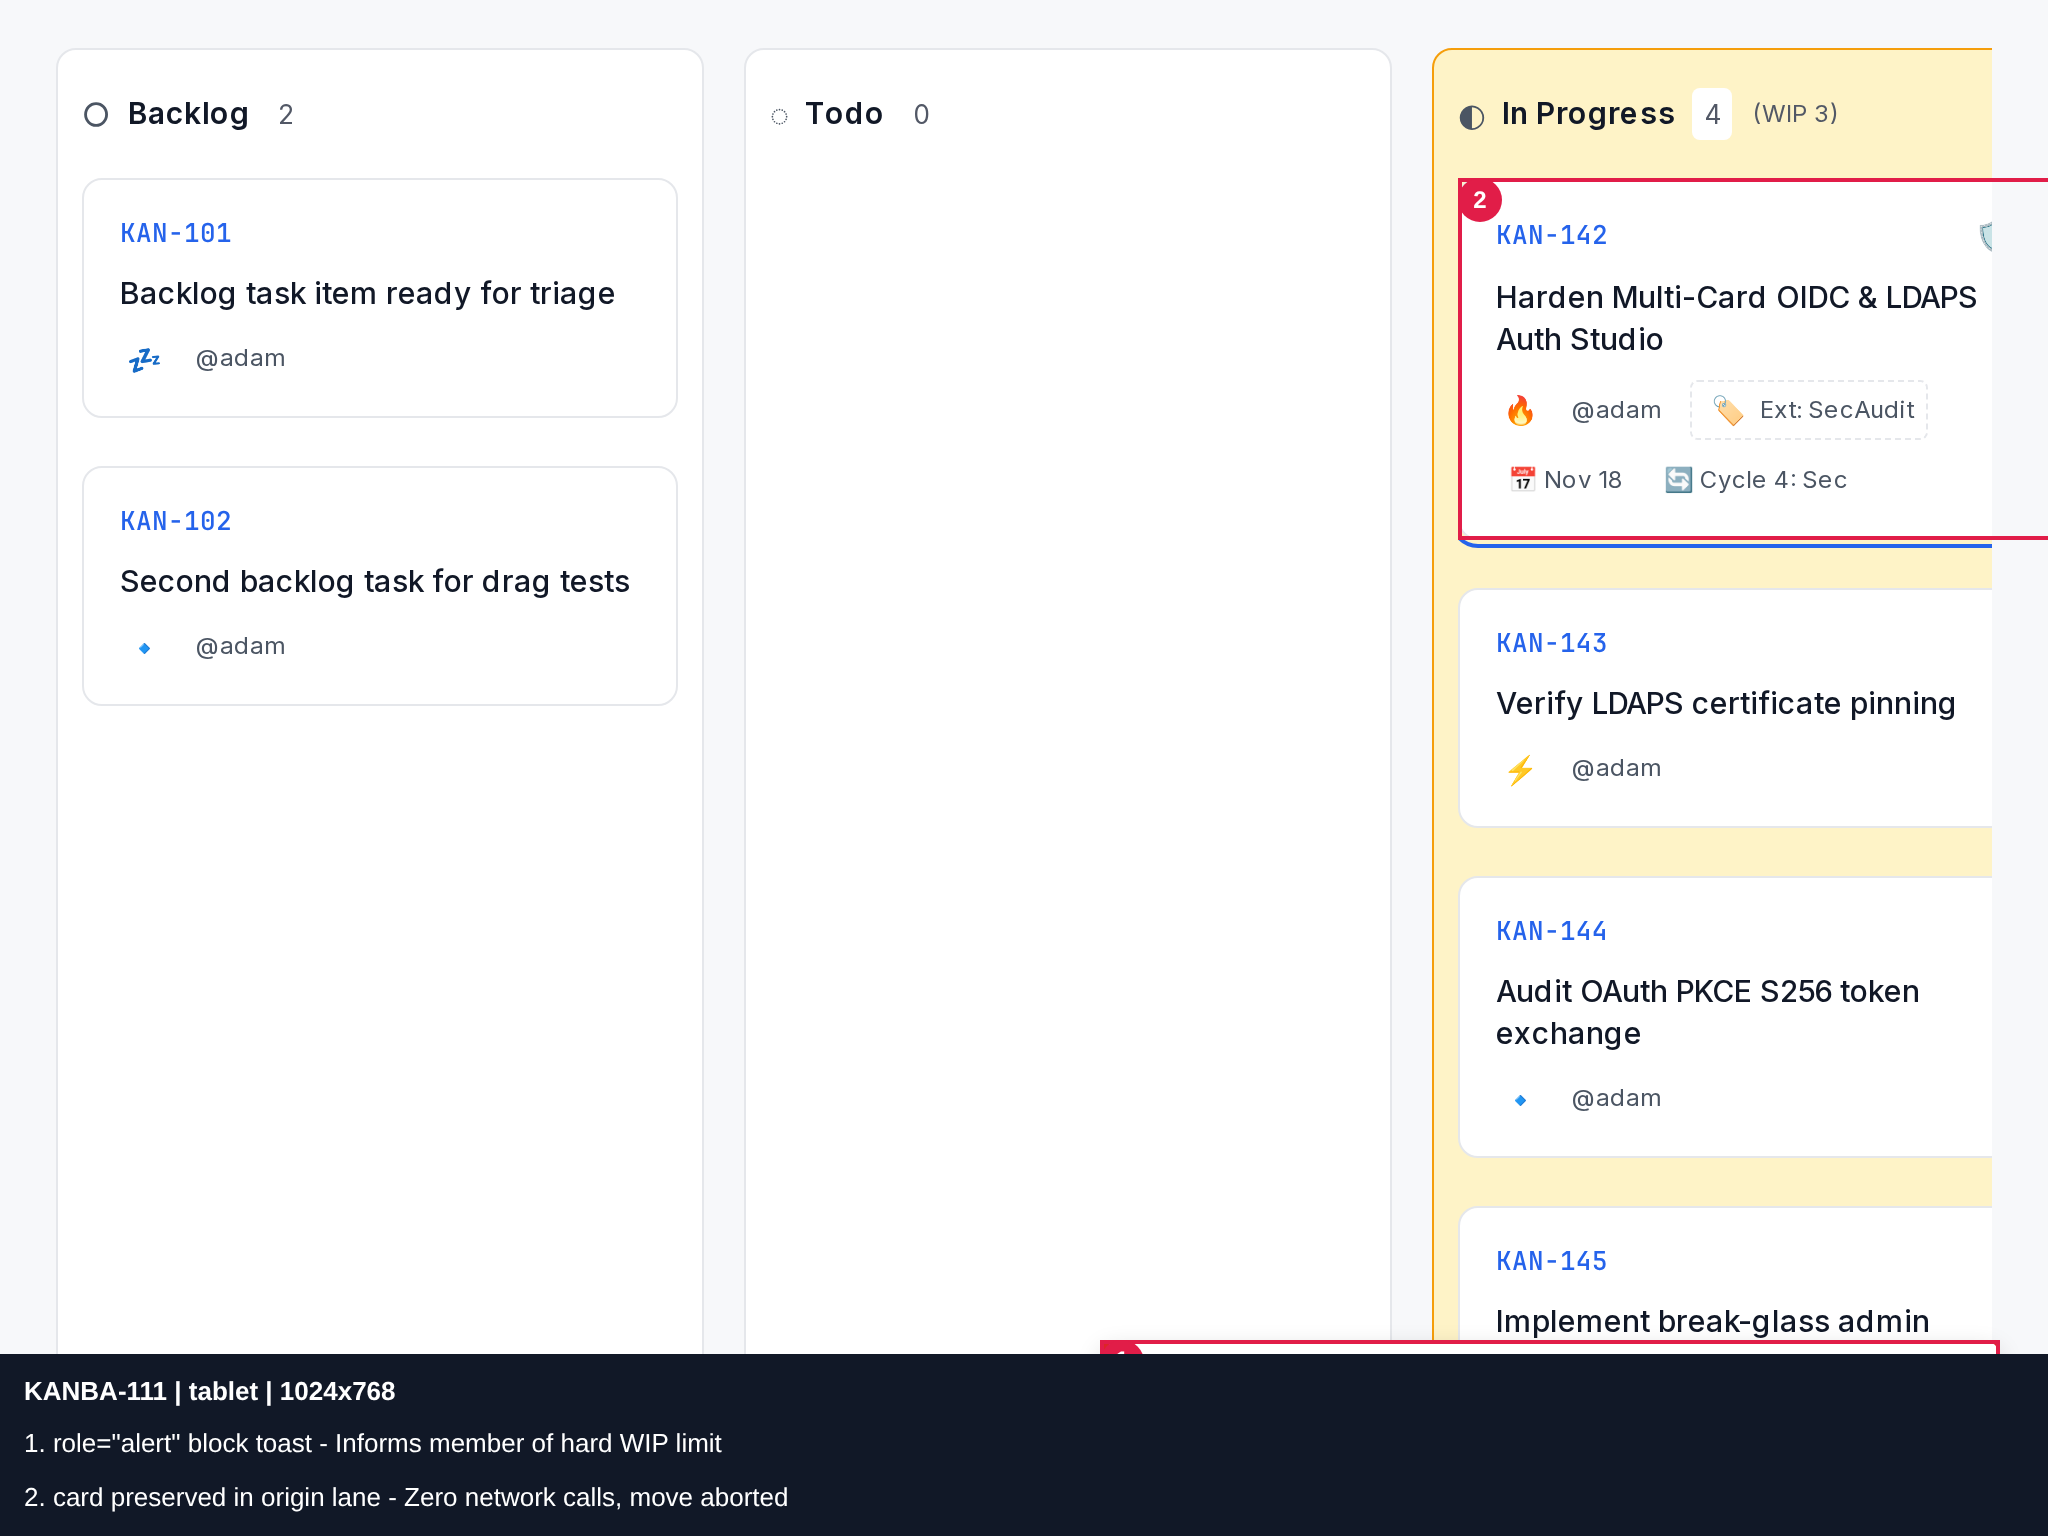 Backlog 2
KAN-101
Backlog task item ready for triage
@adam
KAN-102
Second backlog task for drag tests
@adam
Todo 0
In Progress 4 (WIP 3)
2
KAN-142
Harden Multi-Card OIDC & LDAPS
Auth Studio
@adam Ext: SecAudit
Nov 18 Cycle 4: Sec
KAN-143
Verify LDAPS certificate pinning
@adam
KAN-144
Audit OAuth PKCE S256 token
exchange
@adam
KAN-145
Implement break-glass admin
KANBA-111 | tablet | 1024x768
1. role="alert" block toast - Informs member of hard WIP limit
2. card preserved in origin lane - Zero network calls, move aborted